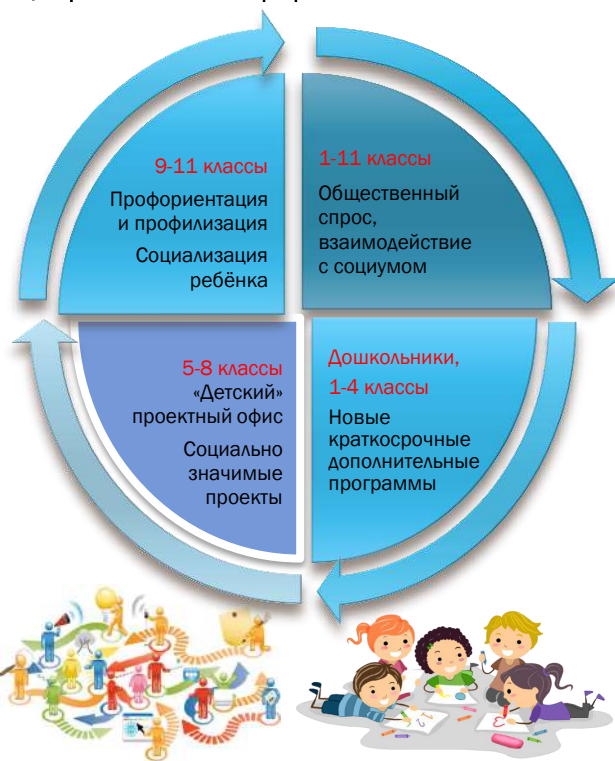 9-11 классы
Профориентация
и профилизация
Социализация
ребёнка
1-11 классы
Общественный
спрос,
взаимодействие
с социумом
5-8 классы
«Детский»
проектный офис
Социально
значимые
проекты
Дошкольники,
1-4 классы
Новые
краткосрочные
дополнительные
программы